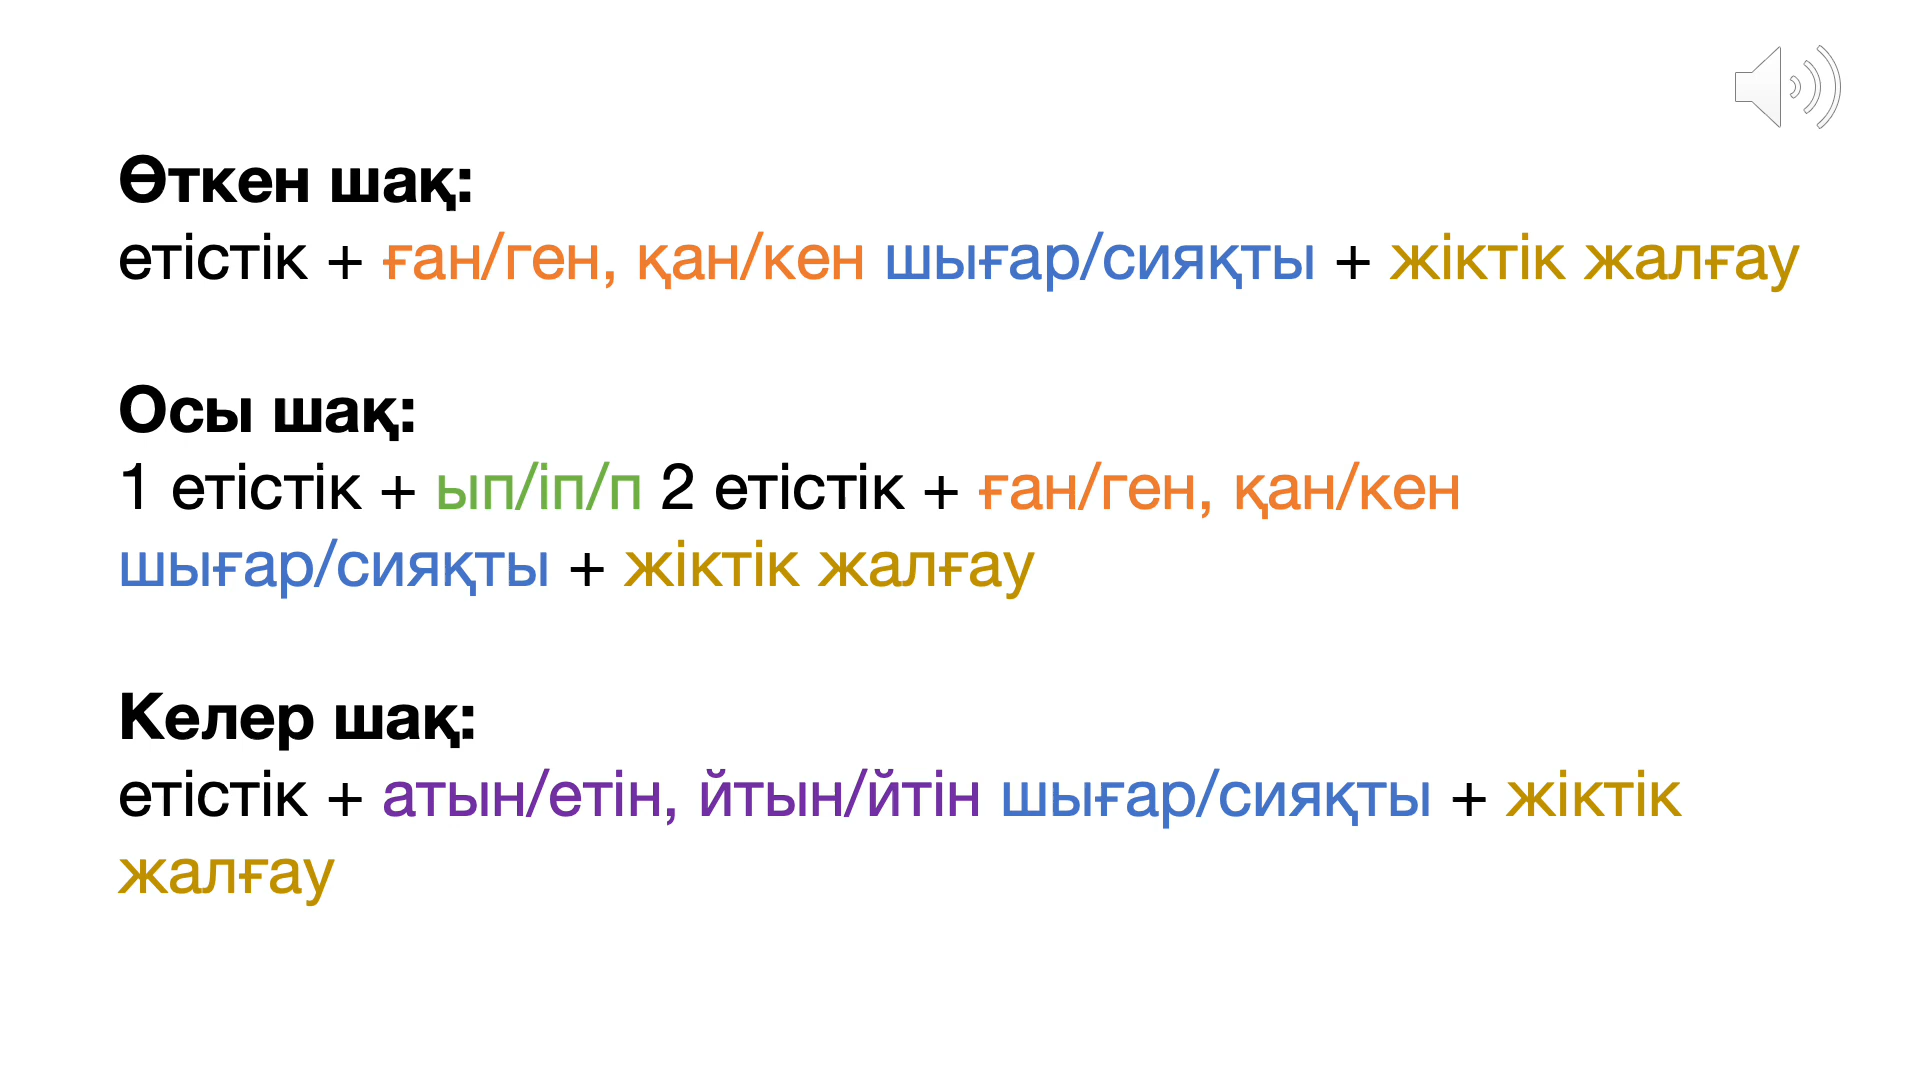 Өткен шақ:
етістік + ған/ген, қан/кен шығар/сияқты + жіктік жалғау
Осы шақ:
1 етістік + ып/іп/п 2 етістік + ған/ген, қан/кен
шығар/сияқты + жіктік жалғау
Келер шақ:
етістік + атын/етін, йтын/йтін шығар/сияқты + жіктік
жалғау